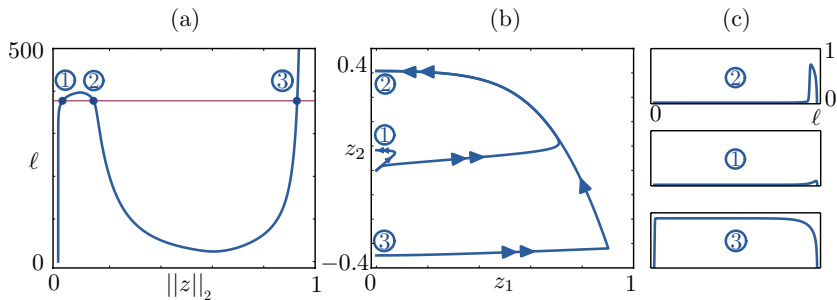 (a)
(b)
(c)
500
① ② ③
ℓ
0
0
||z||₂
1
0.4
②
①
z₂
③
−0.4
0
z₁
1
②
1
0
0
ℓ
①
③